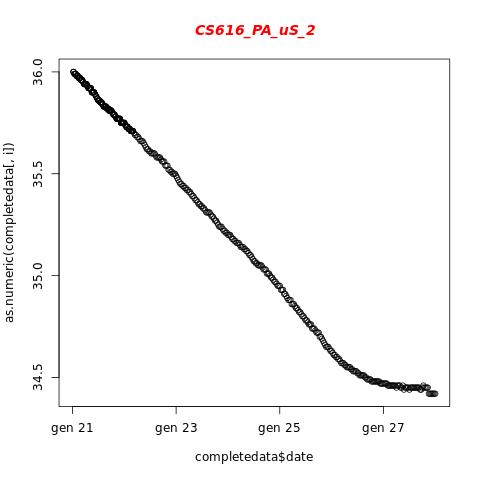 CS616_PA_uS_2
as.numeric(completedata[, i])
36.0
35.5
35.0
34.5
gen 21
gen 23
gen 25
gen 27
completedata$date